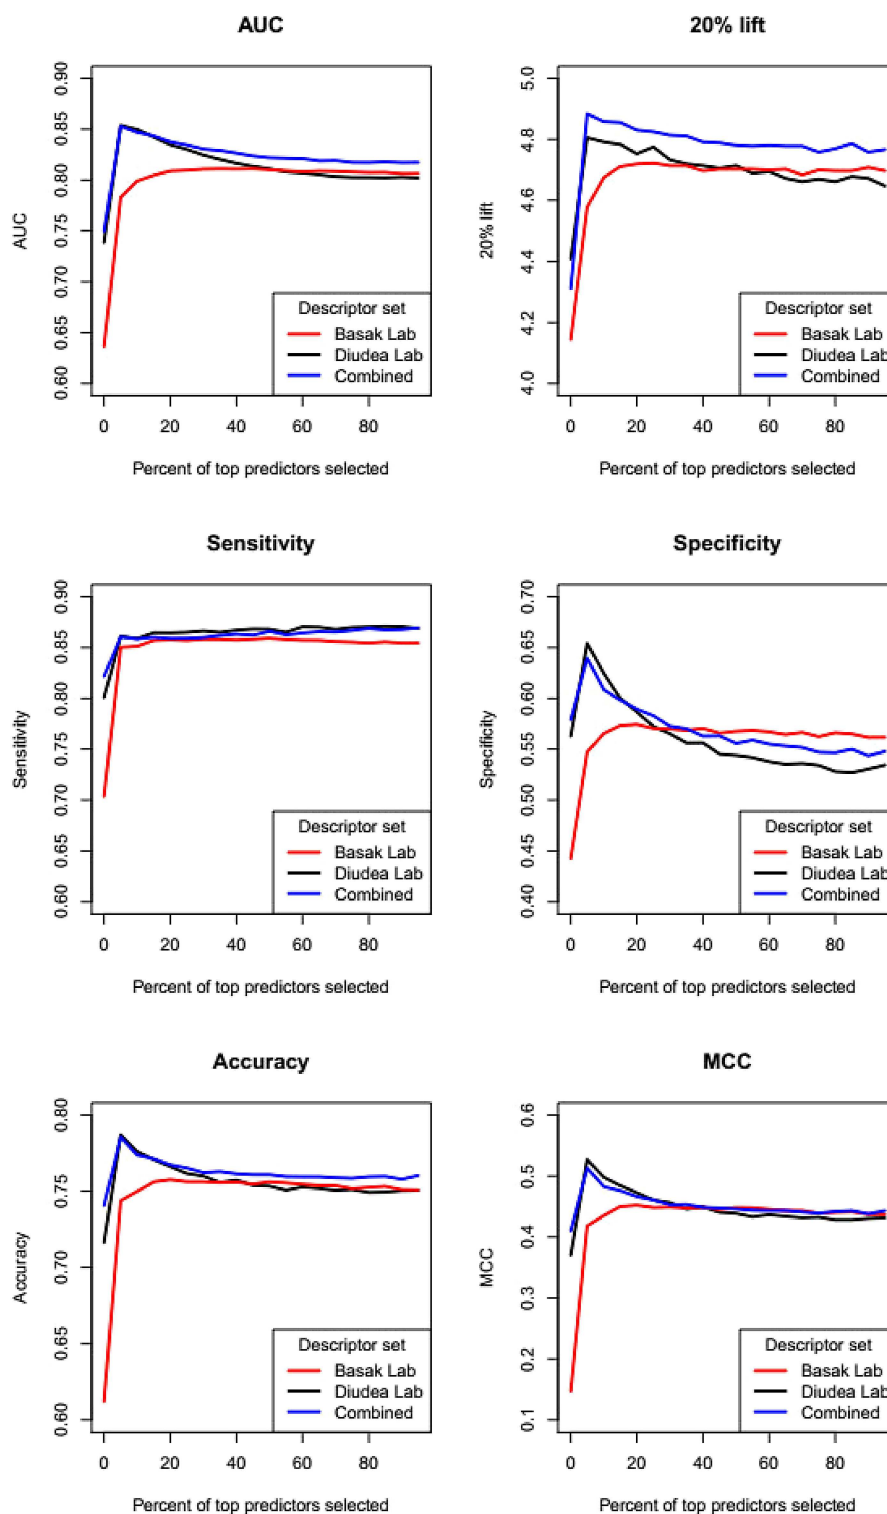 AUC
0.90
0.85
0.80
0.75
0.70
0.65
0.60
AUC
Descriptor set
Basak Lab
Diudea Lab
Combined
0 20 40 60 80
Percent of top predictors selected
20% lift
5.0
4.8
4.6
4.4
4.2
4.0
20% lift
Descriptor set
Basak Lab
Diudea Lab
Combined
0 20 40 60 80
Percent of top predictors selected
Sensitivity
0.90
0.85
0.80
0.75
0.70
0.65
0.60
Sensitivity
Descriptor set
Basak Lab
Diudea Lab
Combined
0 20 40 60 80
Percent of top predictors selected
Specificity
0.70
0.65
0.60
0.55
0.50
0.45
0.40
Specificity
Descriptor set
Basak Lab
Diudea Lab
Combined
0 20 40 60 80
Percent of top predictors selected
Accuracy
0.80
0.75
0.70
0.65
0.60
Accuracy
Descriptor set
Basak Lab
Diudea Lab
Combined
0 20 40 60 80
Percent of top predictors selected
MCC
0.6
0.5
0.4
0.3
0.2
0.1
MCC
Descriptor set
Basak Lab
Diudea Lab
Combined
0 20 40 60 80
Percent of top predictors selected